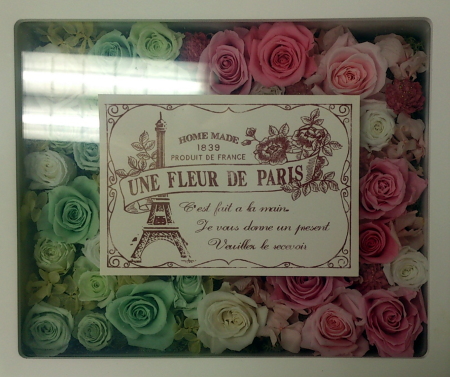 HOME MADE
1839
PRODUIT DE FRANCE
UNE FLEUR DE PARIS
C'est fait a la main.
Je vous donne un present
Veuillez le recevoir